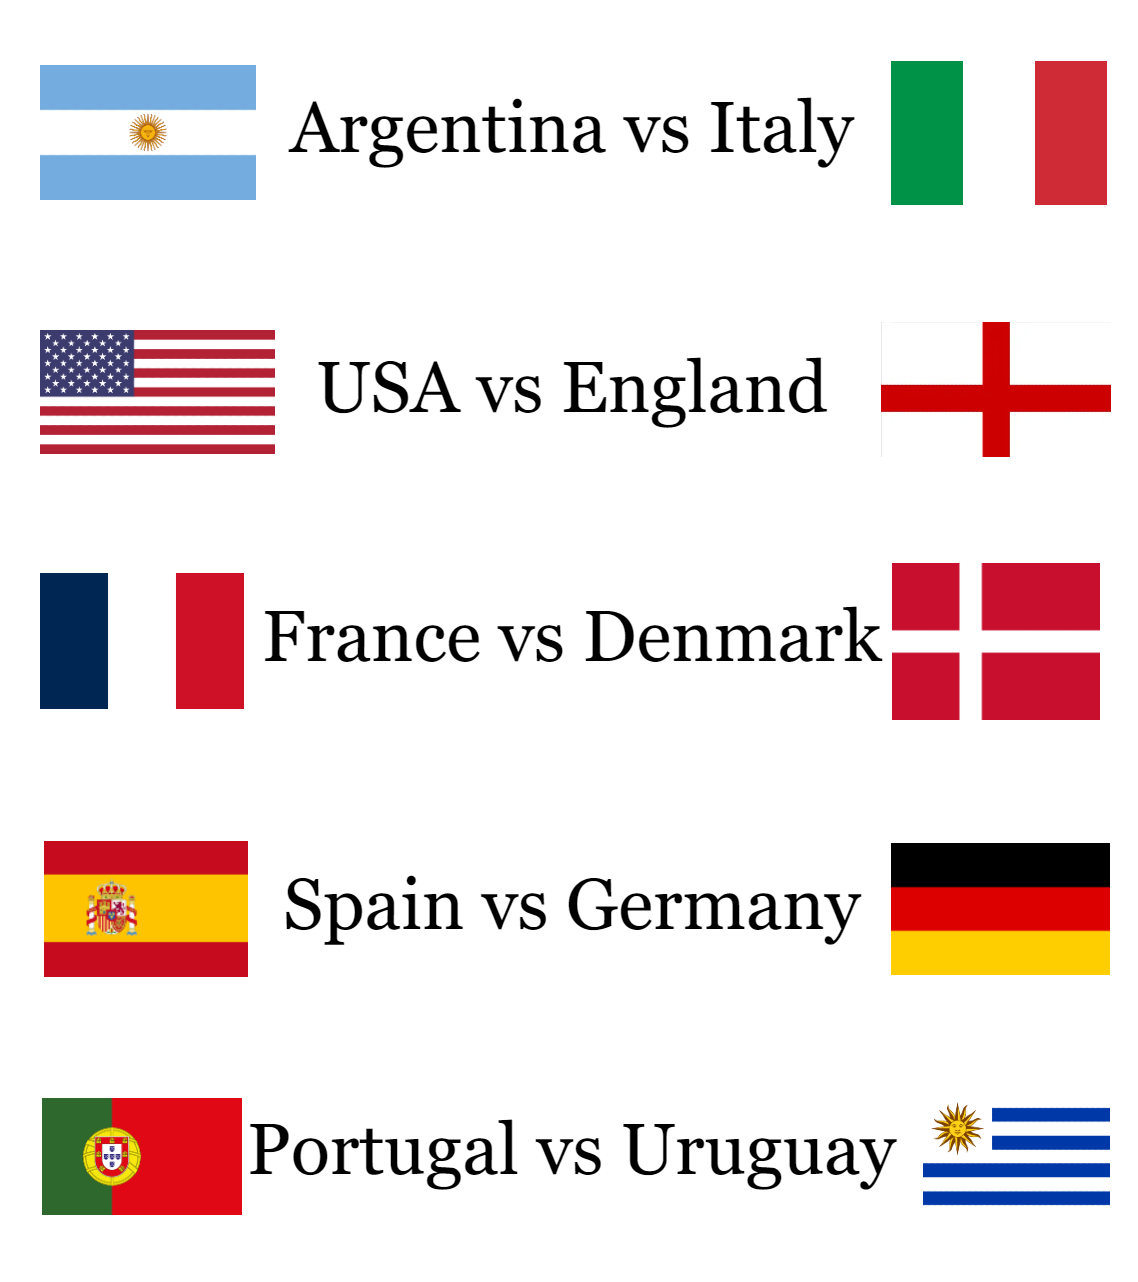 Argentina vs Italy
USA vs England
France vs Denmark
Spain vs Germany
Portugal vs Uruguay